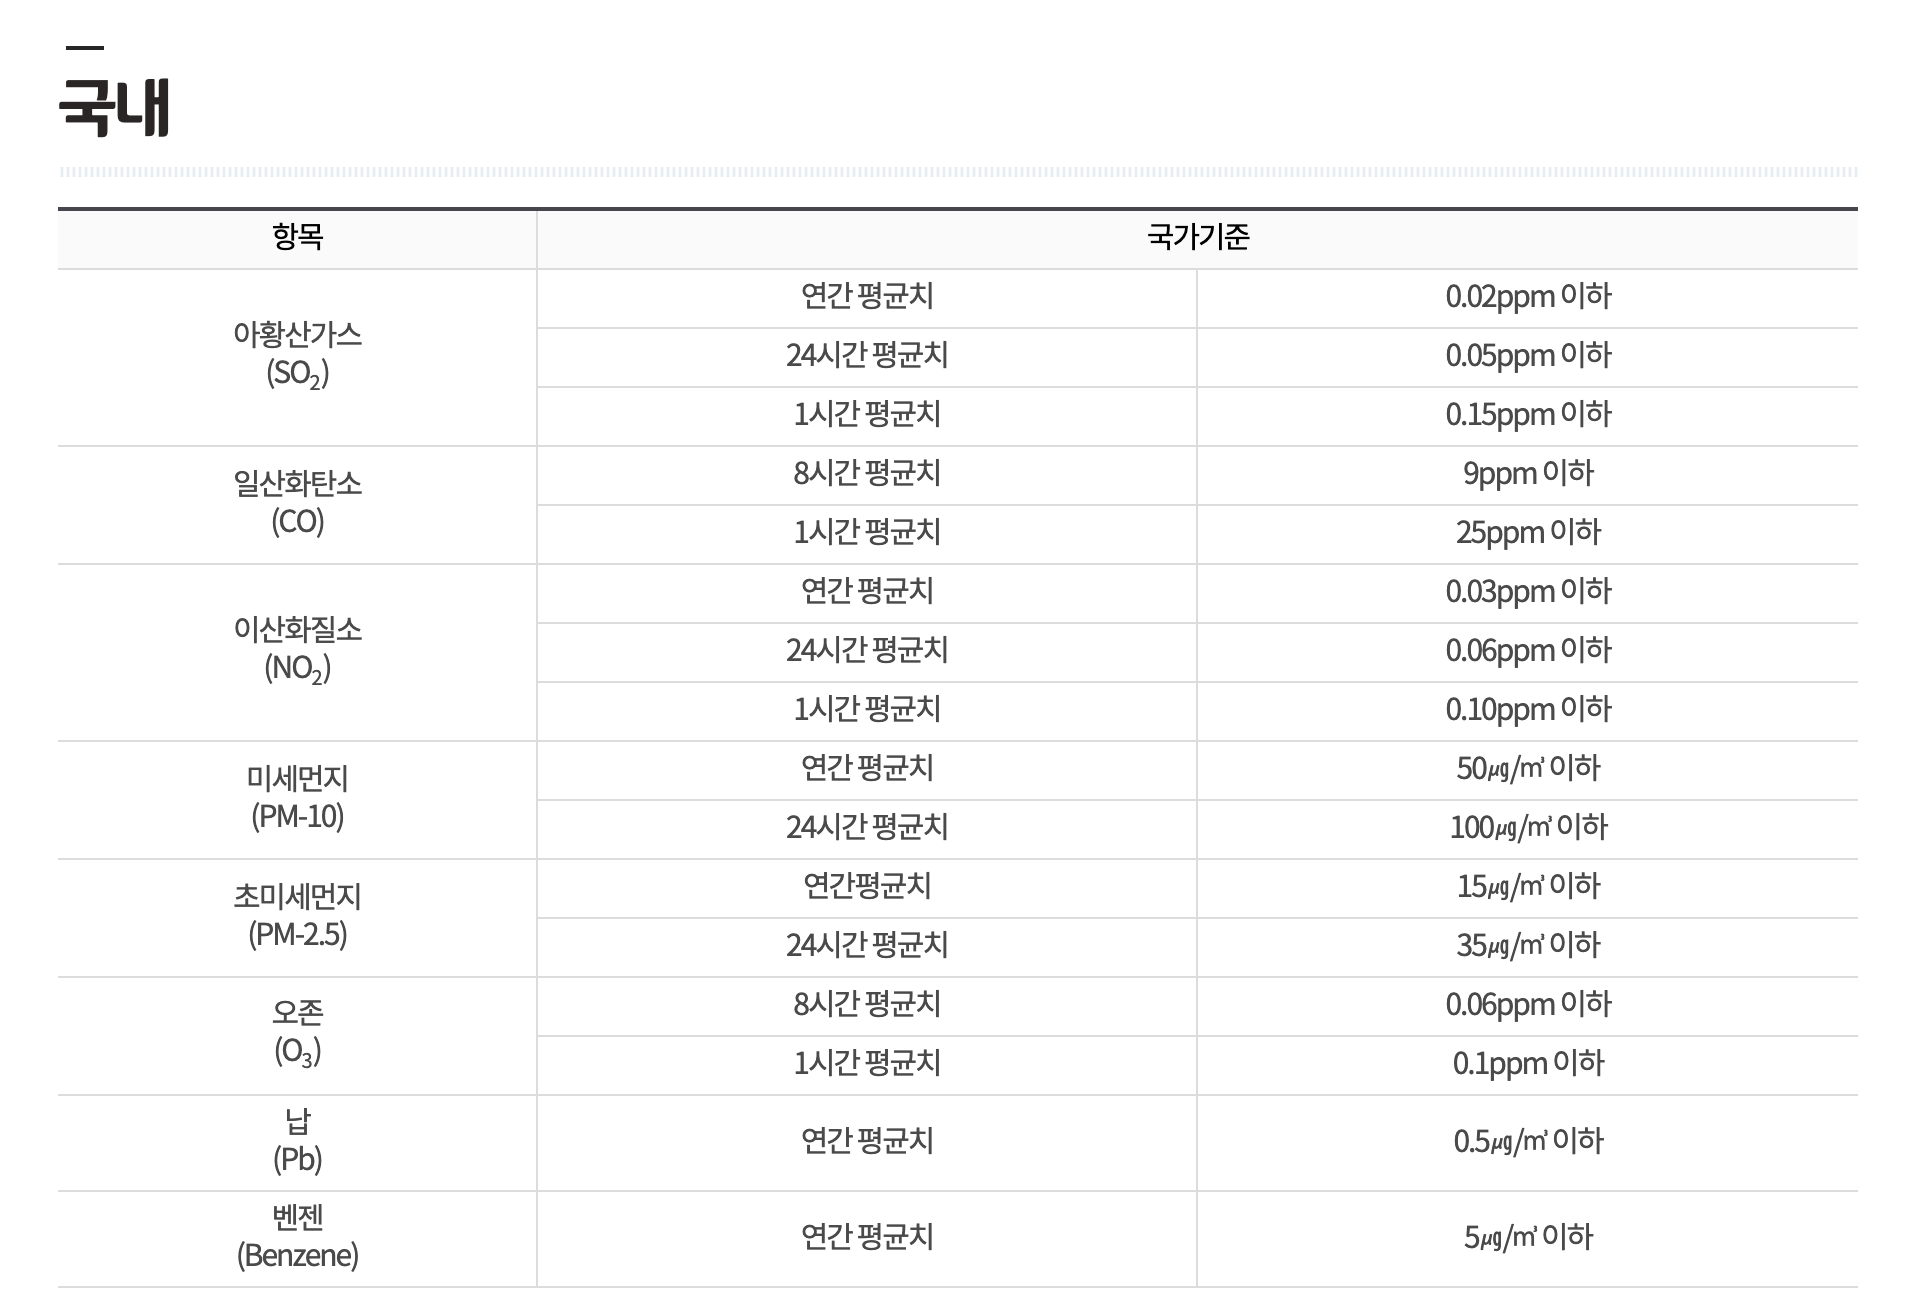 국내
항목 국가기준
아황산가스
(SO₂)
연간 평균치 0.02ppm 이하
24시간 평균치 0.05ppm 이하
1시간 평균치 0.15ppm 이하
일산화탄소
(CO)
8시간 평균치 9ppm 이하
1시간 평균치 25ppm 이하
이산화질소
(NO₂)
연간 평균치 0.03ppm 이하
24시간 평균치 0.06ppm 이하
1시간 평균치 0.10ppm 이하
미세먼지
(PM-10)
연간 평균치 50㎍/㎥ 이하
24시간 평균치 100㎍/㎥ 이하
초미세먼지
(PM-2.5)
연간평균치 15㎍/㎥ 이하
24시간 평균치 35㎍/㎥ 이하
오존
(O₃)
8시간 평균치 0.06ppm 이하
1시간 평균치 0.1ppm 이하
납
(Pb)
연간 평균치 0.5㎍/㎥ 이하
벤젠
(Benzene)
연간 평균치 5㎍/㎥ 이하